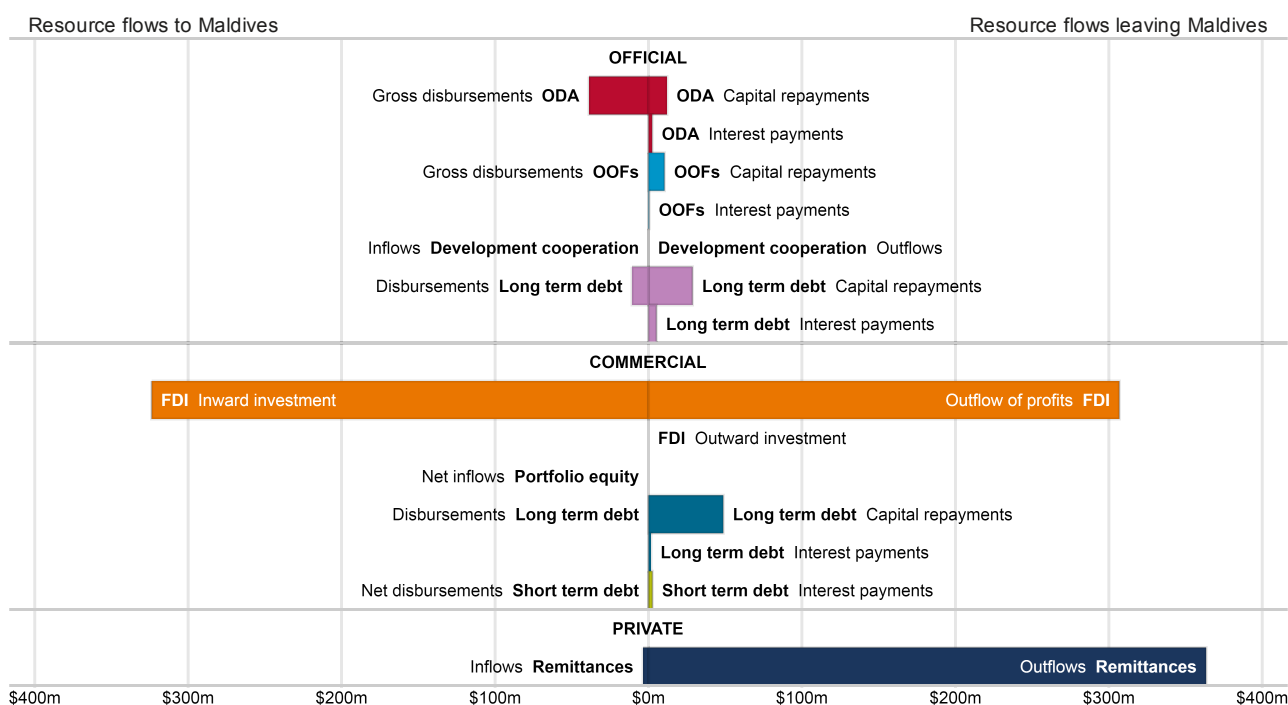 Resource flows to Maldives Resource flows leaving Maldives
OFFICIAL
Gross disbursements ODA ODA Capital repayments
ODA Interest payments
Gross disbursements OOFs OOFs Capital repayments
OOFs Interest payments
Inflows Development cooperation Development cooperation Outflows
Disbursements Long term debt Long term debt Capital repayments
Long term debt Interest payments
COMMERCIAL
FDI Inward investment Outflow of profits FDI
FDI Outward investment
Net inflows Portfolio equity
Disbursements Long term debt Long term debt Capital repayments
Long term debt Interest payments
Net disbursements Short term debt Short term debt Interest payments
PRIVATE
Inflows Remittances Outflows Remittances
$400m $300m $200m $100m $0m $100m $200m $300m $400m